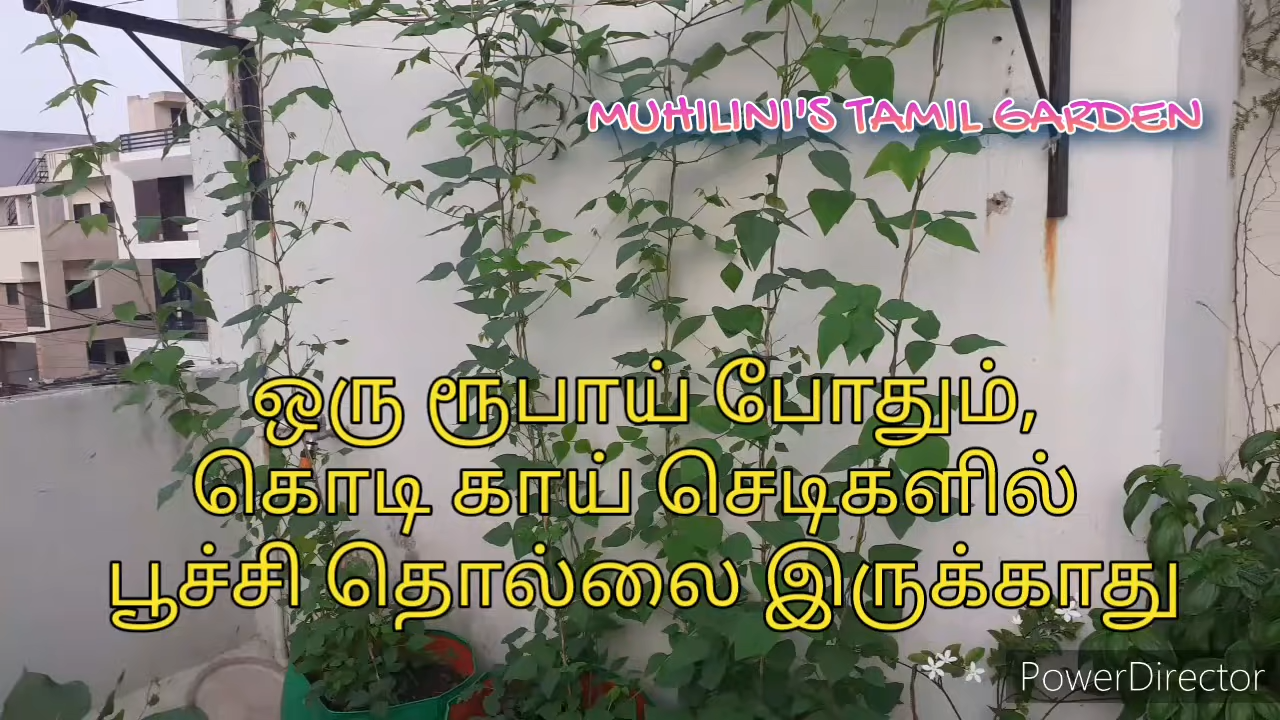 MUHILINI'S TAMIL GARDEN
ஒரு ரூபாய் போதும்,
கொடி காய் செடிகளில்
பூச்சி தொல்லை இருக்காது
PowerDirector